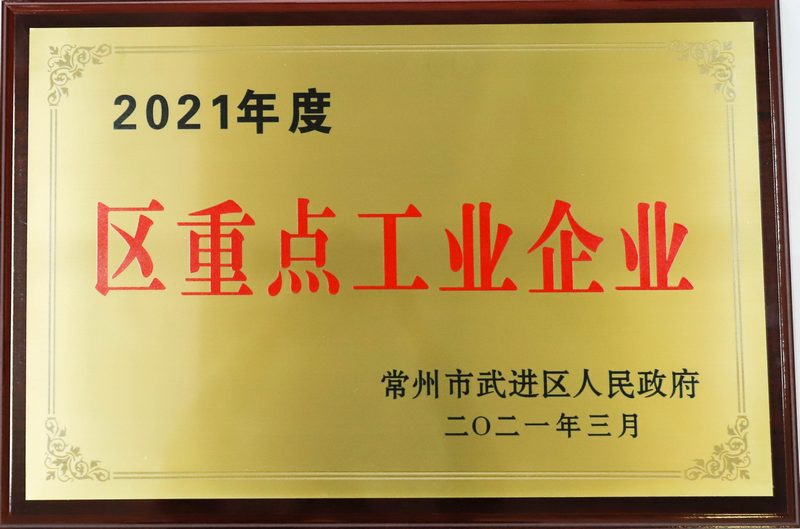 2021年度
区重点工业企业
常州市武进区人民政府
二〇二一年三月